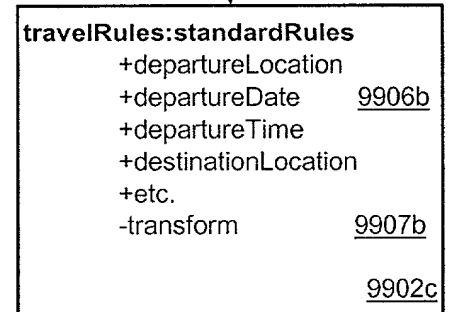 travelRules:standardRules
+departureLocation
+departureDate 9906b
+departureTime
+destinationLocation
+etc.
-transform 9907b
9902c